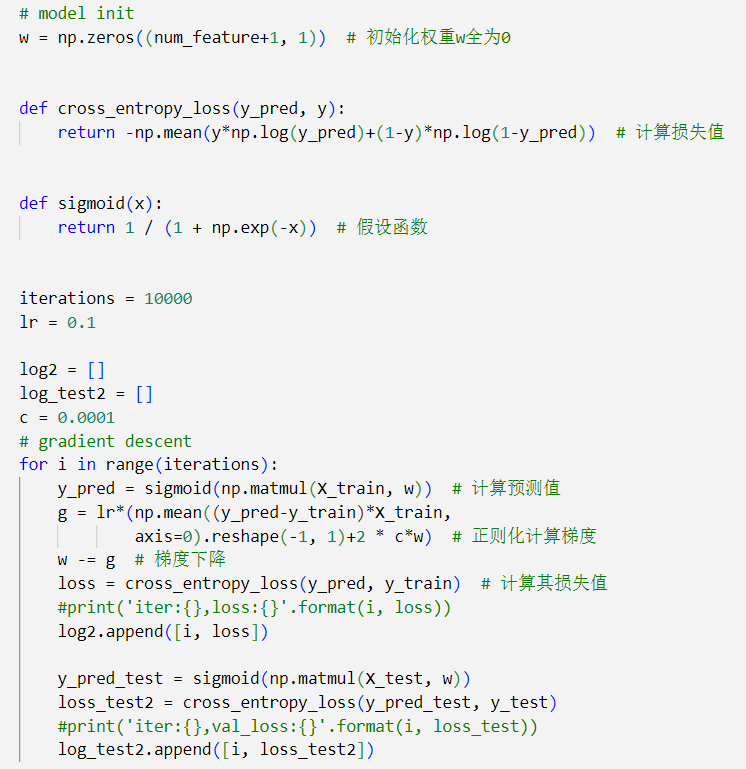 # model init
w = np.zeros((num_feature+1, 1))  # 初始化权重w全为0
def cross_entropy_loss(y_pred, y):
    return -np.mean(y*np.log(y_pred)+(1-y)*np.log(1-y_pred))  # 计算损失值
def sigmoid(x):
    return 1 / (1 + np.exp(-x))  # 假设函数
iterations = 10000
lr = 0.1
log2 = []
log_test2 = []
c = 0.0001
# gradient descent
for i in range(iterations):
    y_pred = sigmoid(np.matmul(X_train, w))  # 计算预测值
    g = lr*(np.mean((y_pred-y_train)*X_train,
            axis=0).reshape(-1, 1)+2 * c*w)  # 正则化计算梯度
    w -= g  # 梯度下降
    loss = cross_entropy_loss(y_pred, y_train)  # 计算其损失值
    #print('iter:{},loss:{}'.format(i, loss))
    log2.append([i, loss])
    y_pred_test = sigmoid(np.matmul(X_test, w))
    loss_test2 = cross_entropy_loss(y_pred_test, y_test)
    #print('iter:{},val_loss:{}'.format(i, loss_test))
    log_test2.append([i, loss_test2])